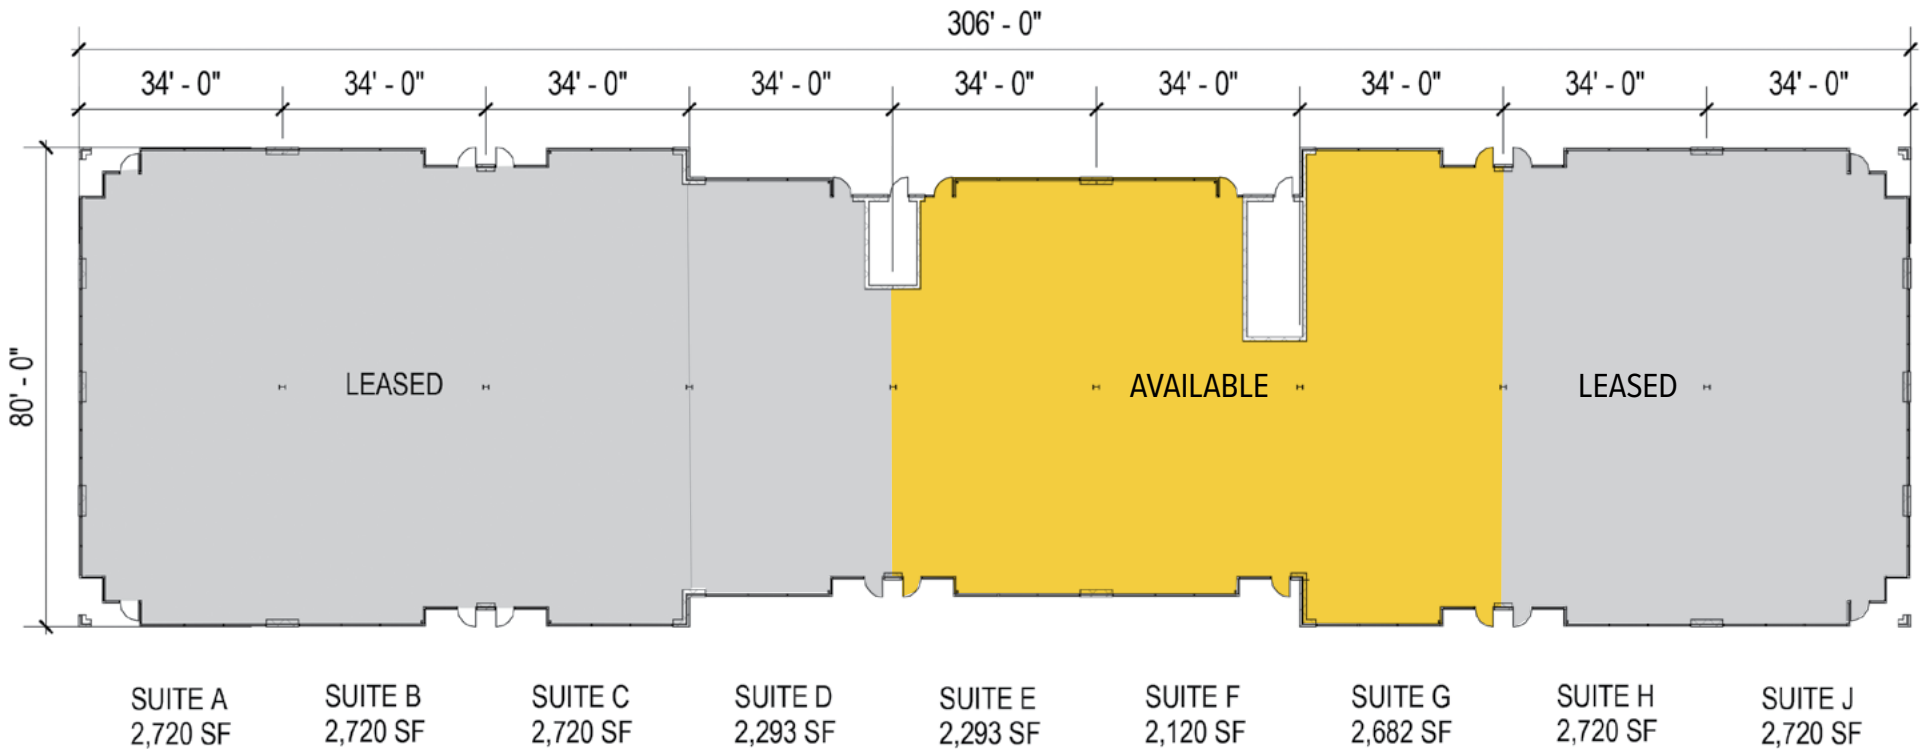 306' - 0"
34' - 0" 34' - 0" 34' - 0" 34' - 0" 34' - 0" 34' - 0" 34' - 0" 34' - 0" 34' - 0"
80' - 0"
LEASED AVAILABLE LEASED
SUITE A SUITE B SUITE C SUITE D SUITE E SUITE F SUITE G SUITE H SUITE J
2,720 SF 2,720 SF 2,720 SF 2,293 SF 2,293 SF 2,120 SF 2,682 SF 2,720 SF 2,720 SF